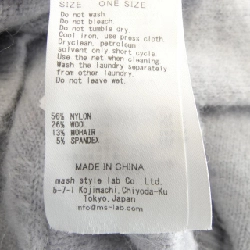 SIZE ONE SIZE
Do not wash.
Do not bleach.
Do not tumble dry
Cool iron. Use press cloth.
Dryclean, petroleum
solvent only short cycle
Use the net when cleaning
Wash the laundry separately
from other laundry.
Do not leave wet.
56% NYLON
26% WOOL
13% MOHAIR
5% SPANDEX
MADE IN CHINA
mash style lab Co.,Ltd.
6-7-1 Kojimachi,Chiyoda-Ku
Tokyo,Japan
info@ms-lab.com